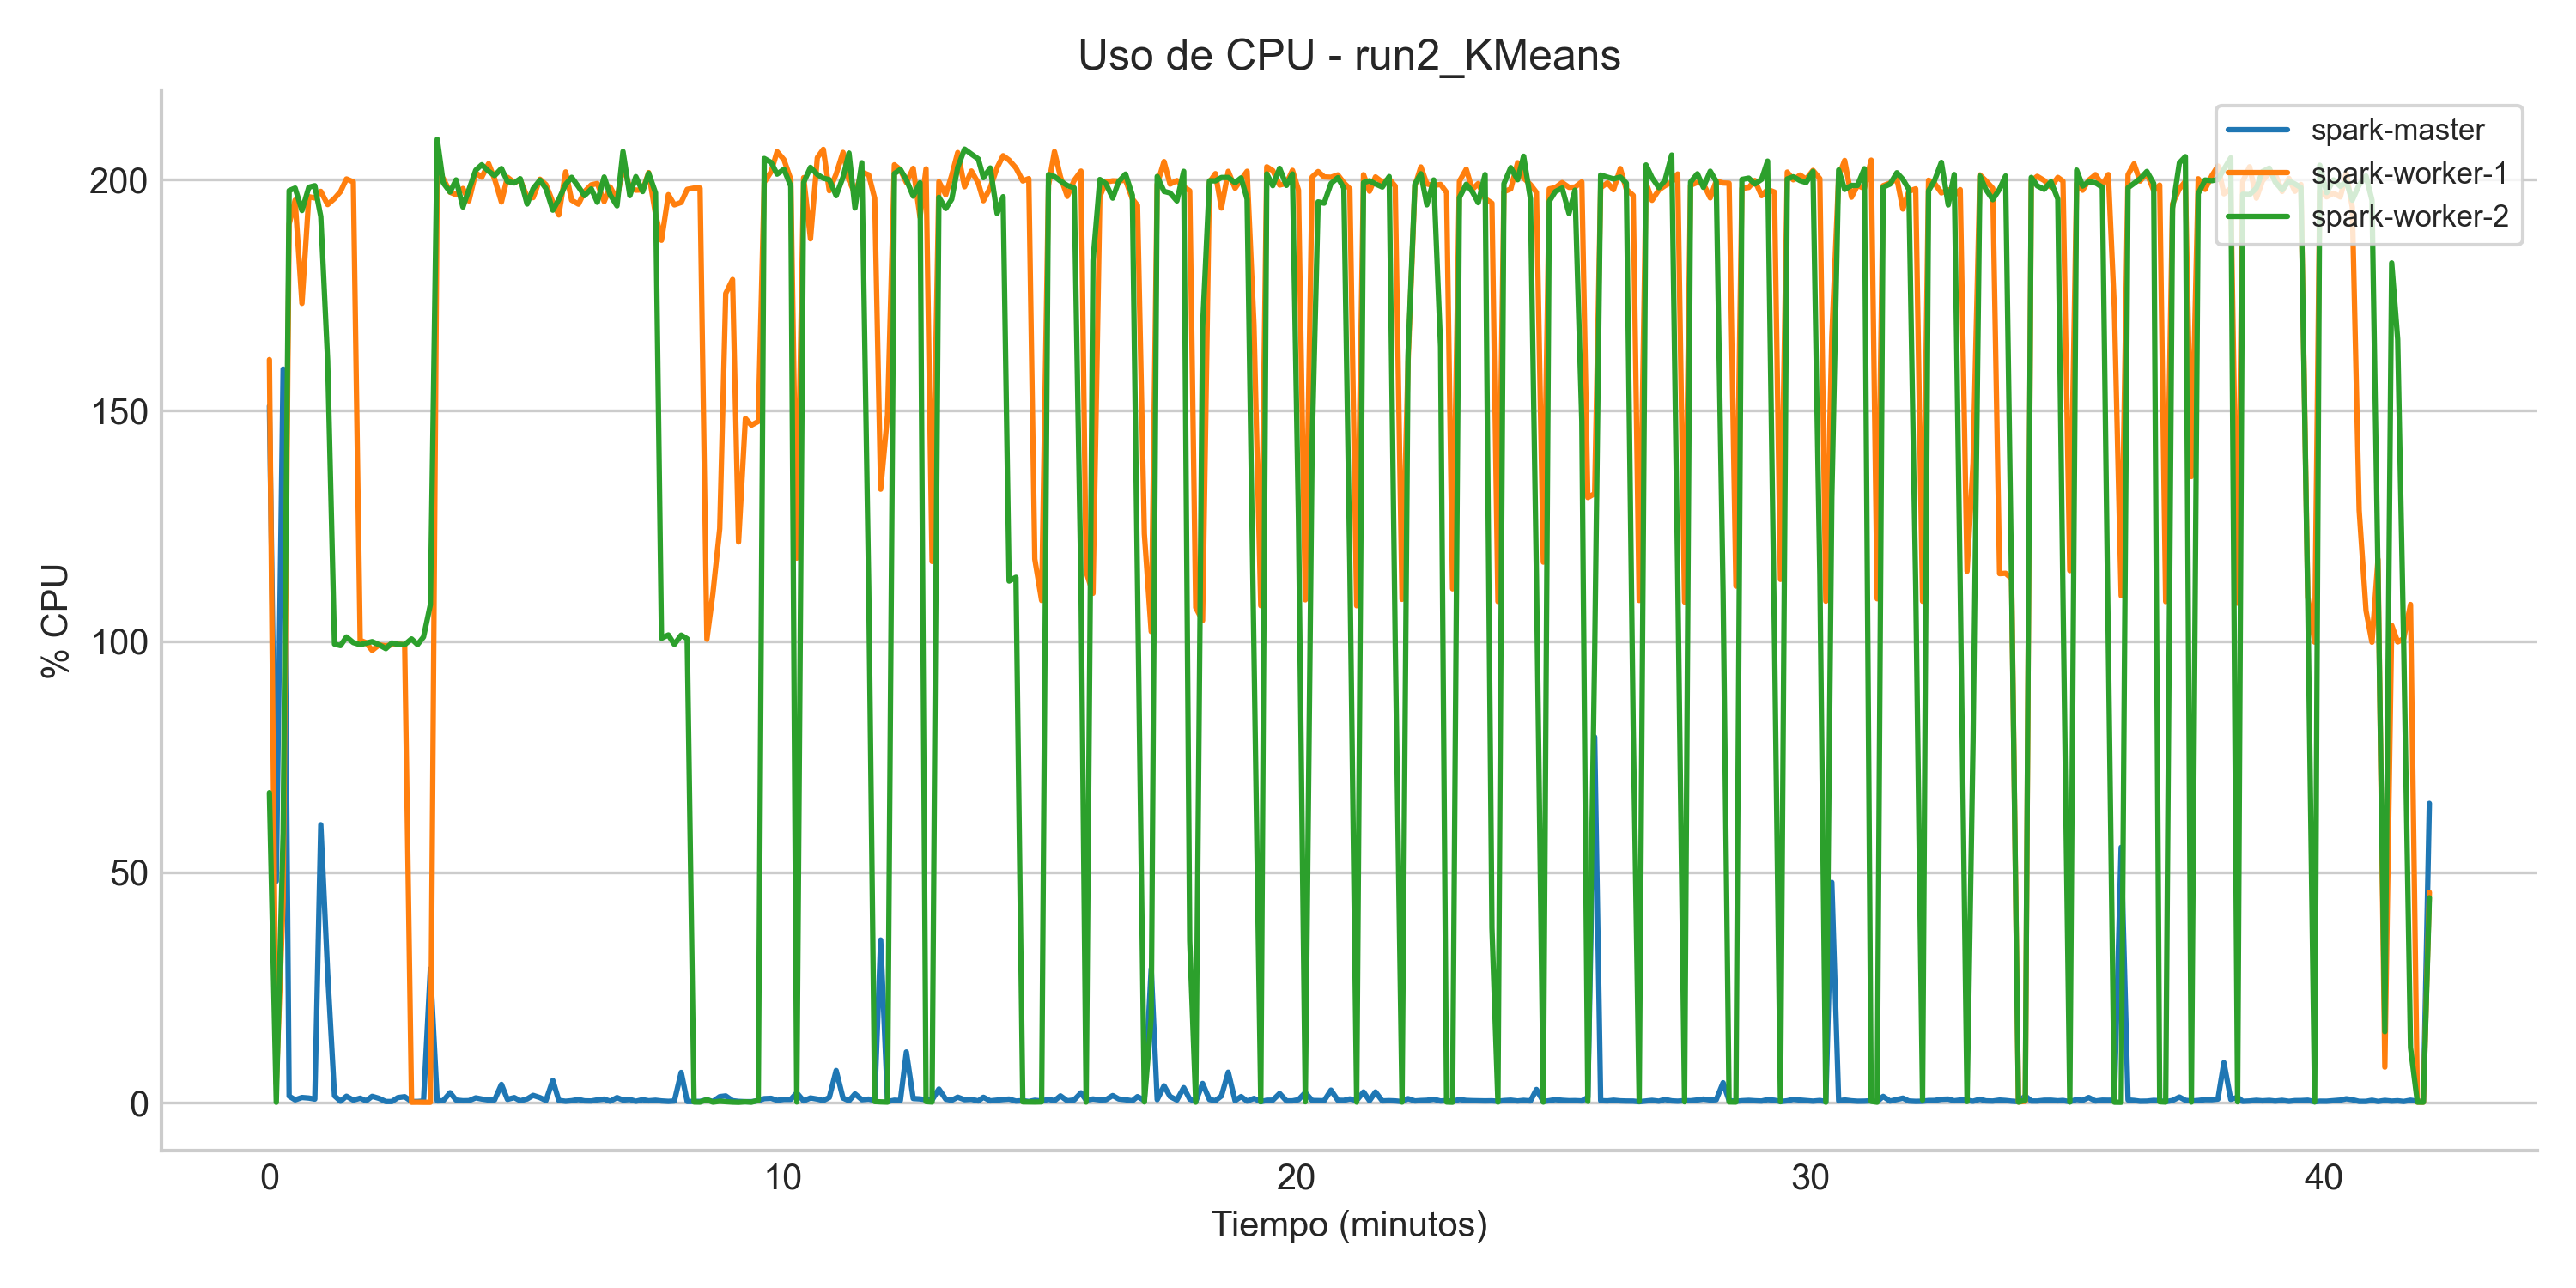 Uso de CPU - run2_KMeans
spark-master
spark-worker-1
spark-worker-2
200
150
100
50
0
% CPU
0 10 20 30 40
Tiempo (minutos)